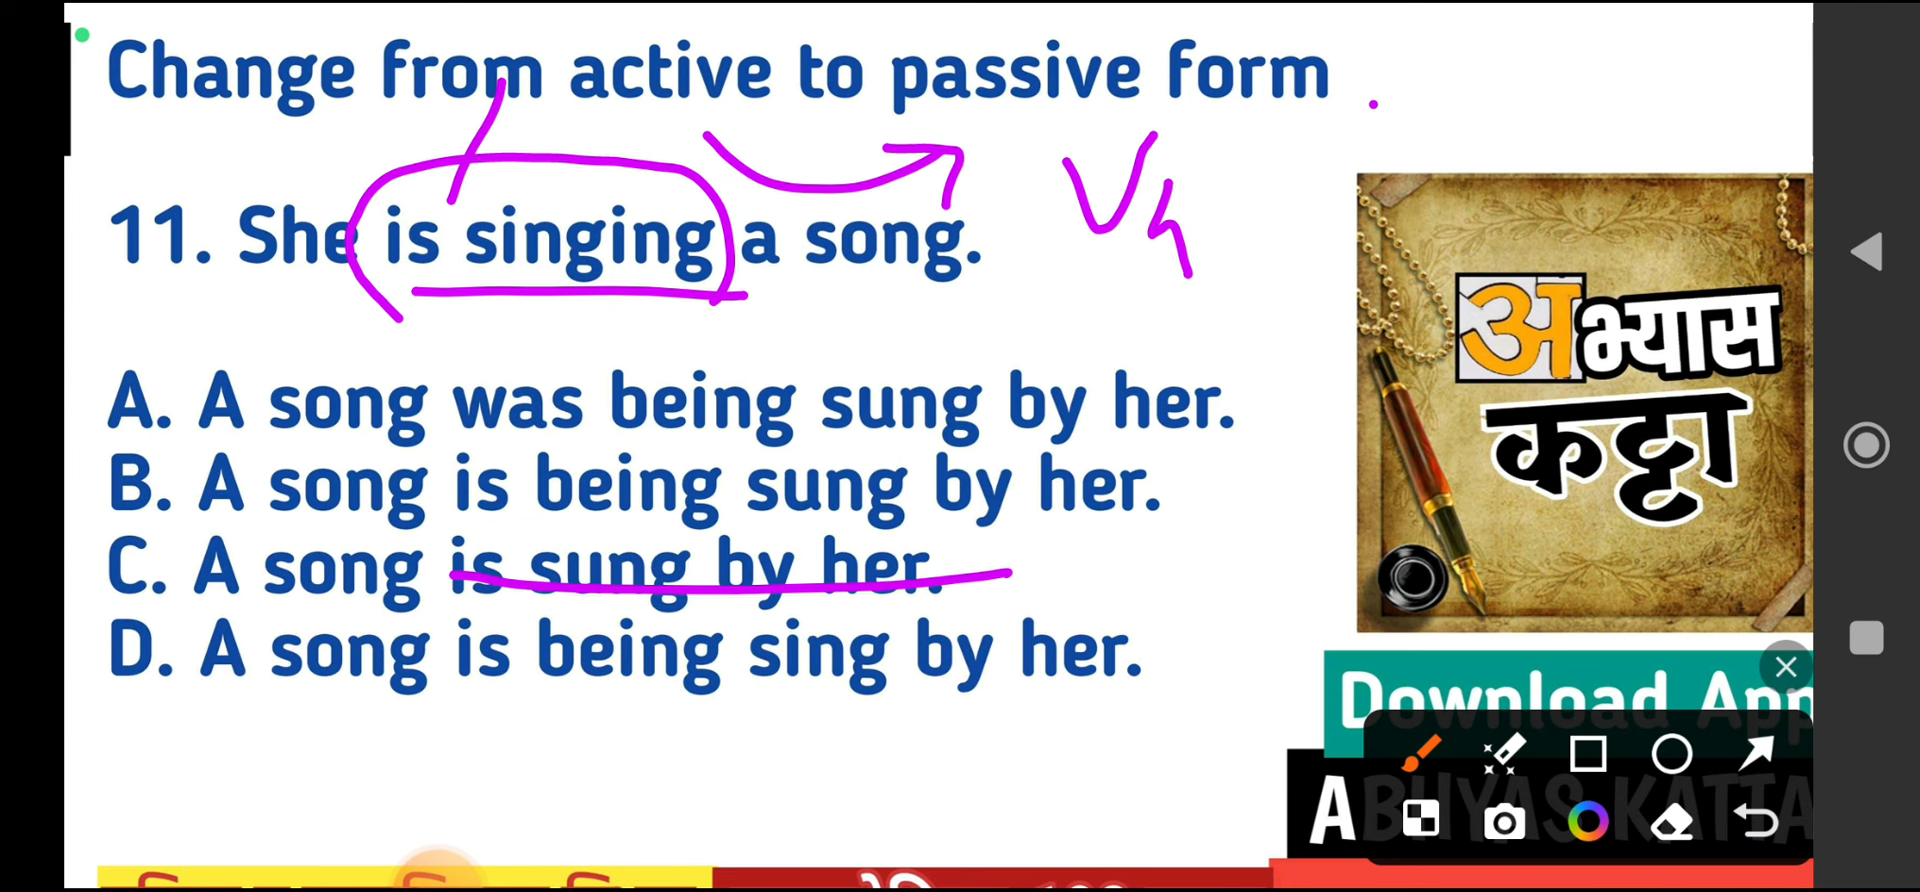 Change from active to passive form
11. She is singing a song.
A. A song was being sung by her.
B. A song is being sung by her.
C. A song is sung by her.
D. A song is being sing by her.
अभ्यास
कट्टा
Download App
ABHYAS KATTA